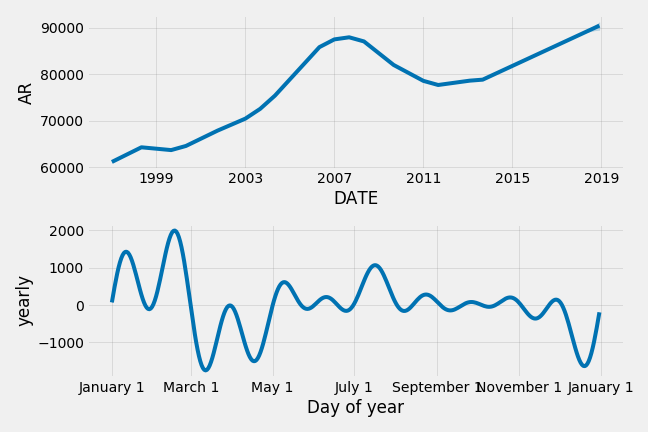 90000
80000
70000
60000
AR
1999 2003 2007 2011 2015 2019
DATE
2000
1000
0
−1000
yearly
January 1 March 1 May 1 July 1 September 1 November 1 January 1
Day of year